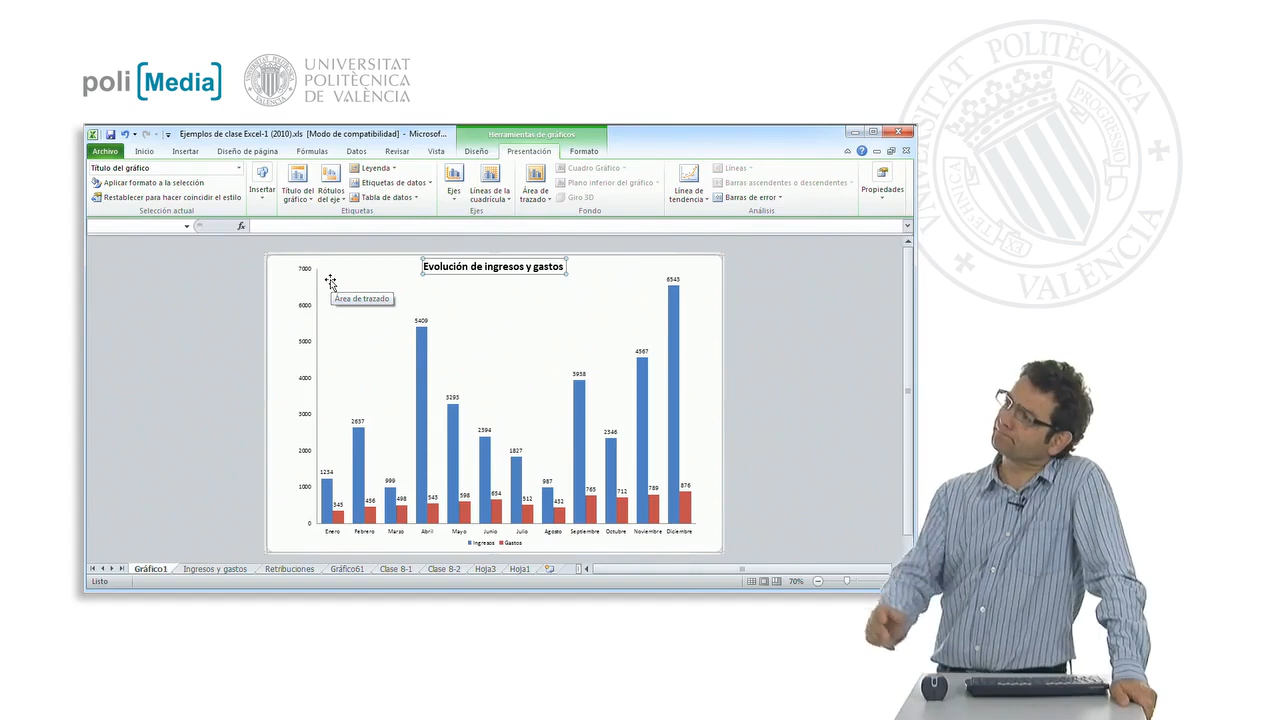 poli [Media]
UNIVERSITAT
POLITÈCNICA
DE VALÈNCIA
UNIVERSITAT POLITÈCNICA
DE VALÈNCIA
Ejemplos de clase Excel-1 (2010).xls [Modo de compatibilidad] - Microsof...
Herramientas de gráficos
Archivo Inicio Insertar Diseño de página Fórmulas Datos Revisar Vista Diseño Presentación Formato
Título del gráfico
Aplicar formato a la selección
Restablecer para hacer coincidir el estilo
Selección actual
Insertar
Título del
gráfico
Rótulos
del eje
Leyenda
Etiquetas de datos
Tabla de datos
Etiquetas
Ejes
Líneas de la
cuadrícula
Ejes
Área de
trazado
Cuadro Gráfico
Plano inferior del gráfico
Giro 3D
Fondo
Línea de
tendencia
Líneas
Barras ascendentes o descendentes
Barras de error
Análisis
Propiedades
fx
Evolución de ingresos y gastos
Área de trazado
7000
6000
5000
4000
3000
2000
1000
0
1234 345 2637 456 999 498 5409 543 3293 598 2394 654 1827 512 987 432 3938 765 2346 712 4567 789 6543 876
Enero Febrero Marzo Abril Mayo Junio Julio Agosto Septiembre Octubre Noviembre Diciembre
Ingresos Gastos
Gráfico1 Ingresos y gastos Retribuciones Gráfico61 Clase 8-1 Clase 8-2 Hoja3 Hoja1
Listo
70%